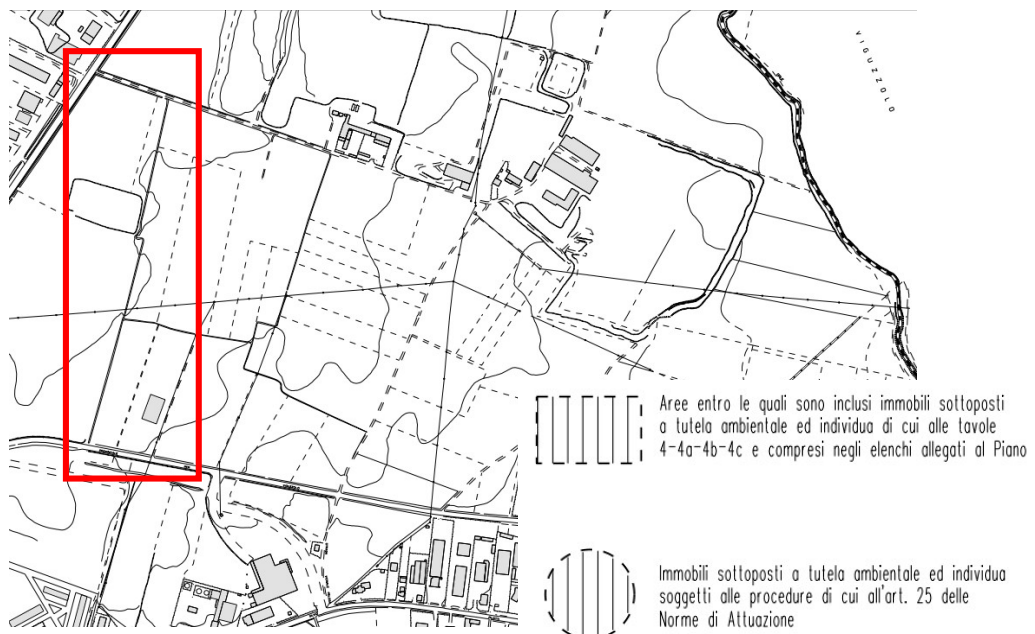 VIGUZZOLO
Aree entro le quali sono inclusi immobili sottoposti
a tutela ambientale ed individua di cui alle tavole
4-4a-4b-4c e compresi negli elenchi allegati al Piano
Immobili sottoposti a tutela ambientale ed individua
soggetti alle procedure di cui all'art. 25 delle
Norme di Attuazione